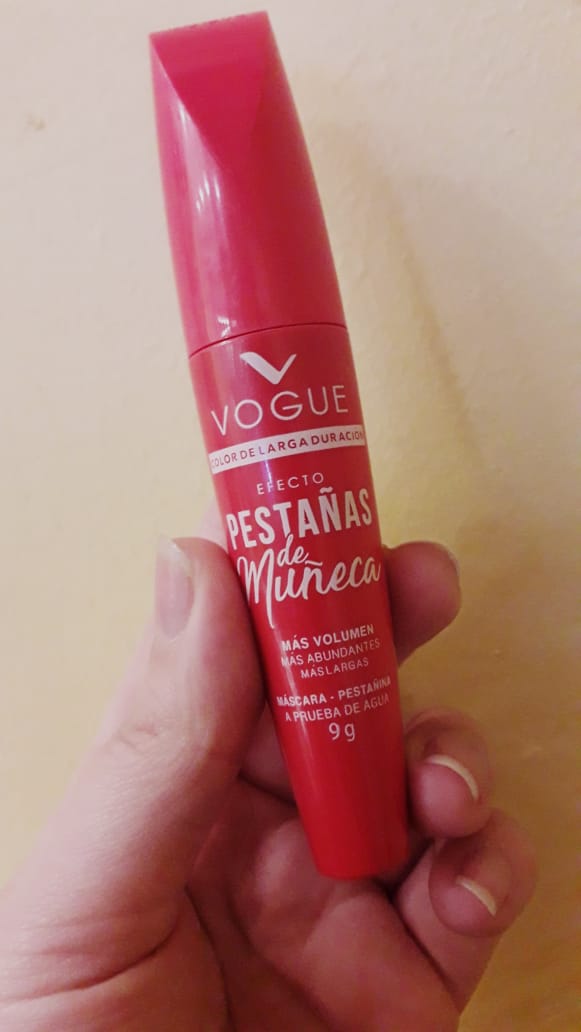 VOGUE
COLOR DE LARGA DURACIÓN
EFECTO
PESTAÑAS
de
Muñeca
MÁS VOLUMEN
MÁS ABUNDANTES
MÁS LARGAS
MÁSCARA - PESTAÑINA
A PRUEBA DE AGUA
9g